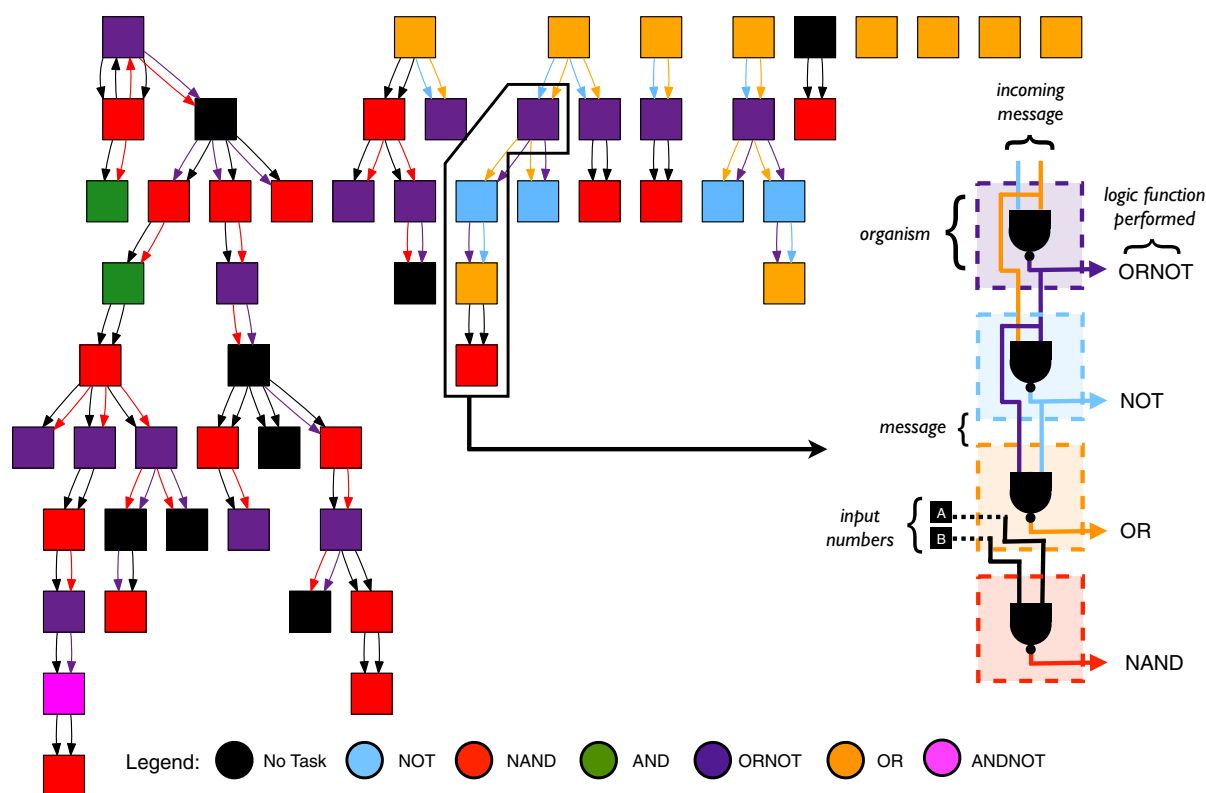 incoming
message
logic function
performed
organism
ORNOT
NOT
message
A
input
numbers
B
OR
NAND
Legend: No Task NOT NAND AND ORNOT OR ANDNOT